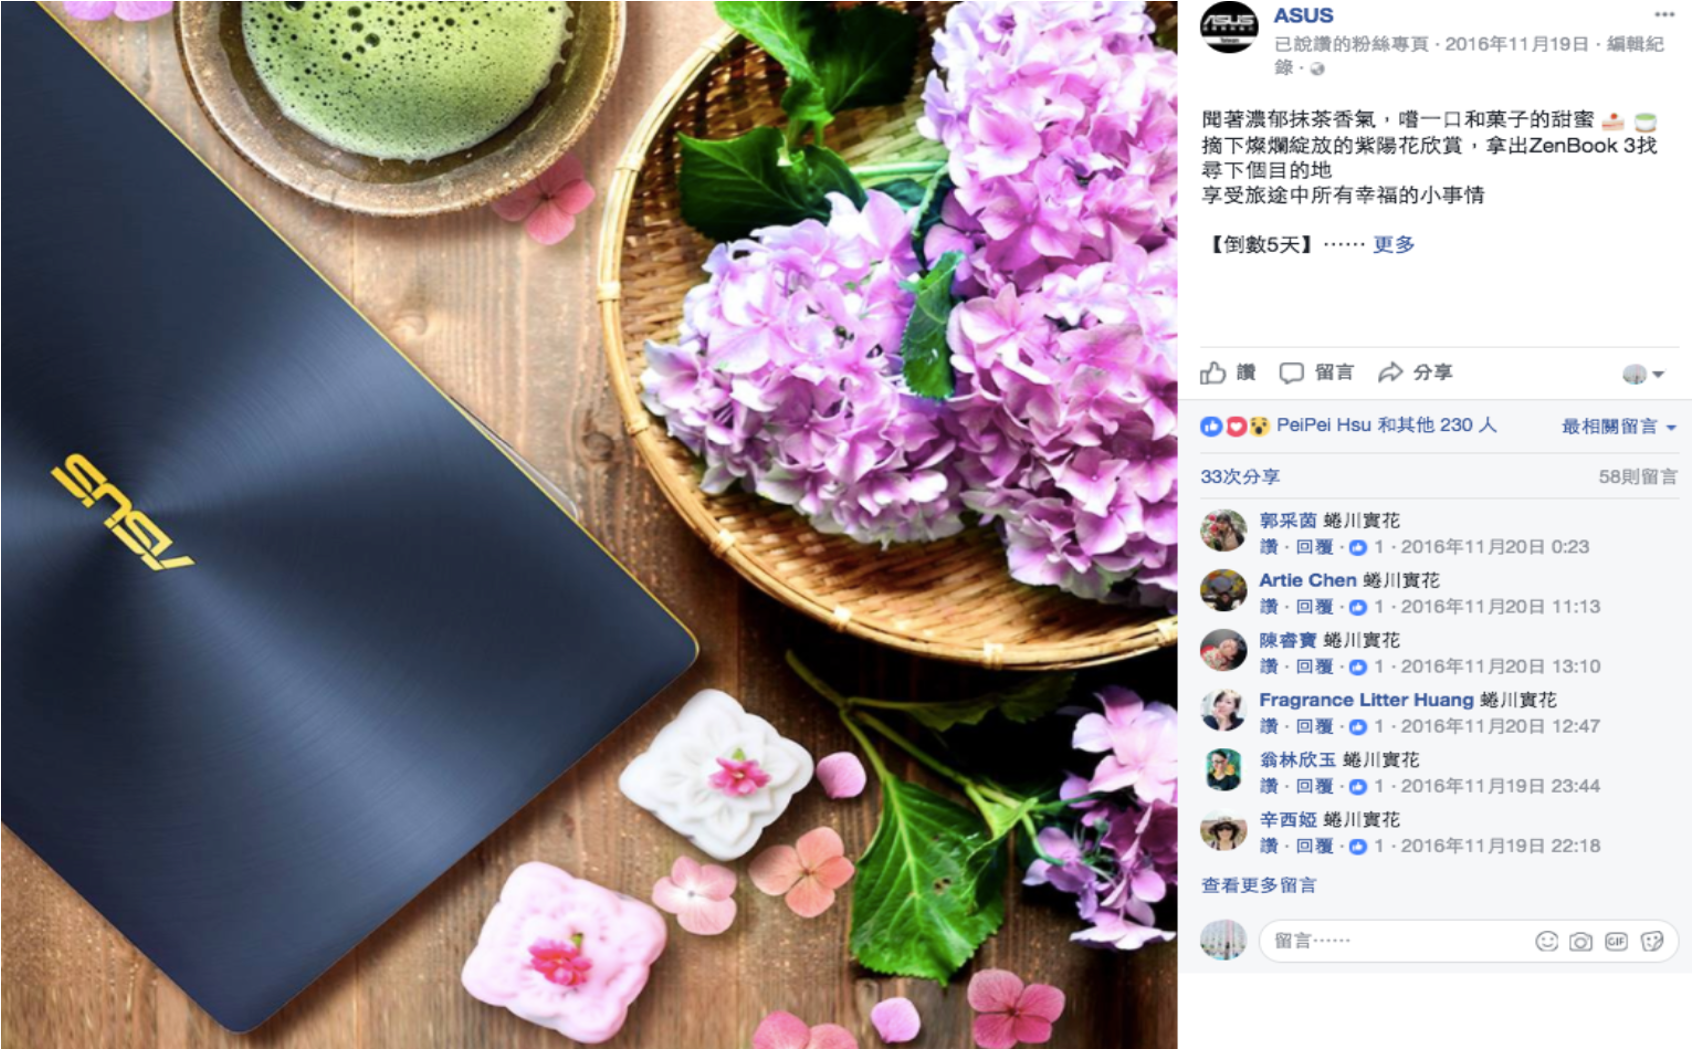 ASUS
ASUS
Taiwan
ASUS
已說讚的粉絲專頁 · 2016年11月19日 · 編輯紀
錄 ·
聞著濃郁抹茶香氣，嚐一口和菓子的甜蜜
摘下燦爛綻放的紫陽花欣賞，拿出ZenBook 3找
尋下個目的地
享受旅途中所有幸福的小事情
【倒數5天】…… 更多
讚 留言 分享
PeiPei Hsu 和其他 230 人 最相關留言
33次分享 58則留言
郭采茵 蜷川實花
讚 · 回覆 · 1 · 2016年11月20日 0:23
Artie Chen 蜷川實花
讚 · 回覆 · 1 · 2016年11月20日 11:13
陳睿寶 蜷川實花
讚 · 回覆 · 1 · 2016年11月20日 13:10
Fragrance Litter Huang 蜷川實花
讚 · 回覆 · 1 · 2016年11月20日 12:47
翁林欣玉 蜷川實花
讚 · 回覆 · 1 · 2016年11月19日 23:44
辛西婭 蜷川實花
讚 · 回覆 · 1 · 2016年11月19日 22:18
查看更多留言
留言…… GIF